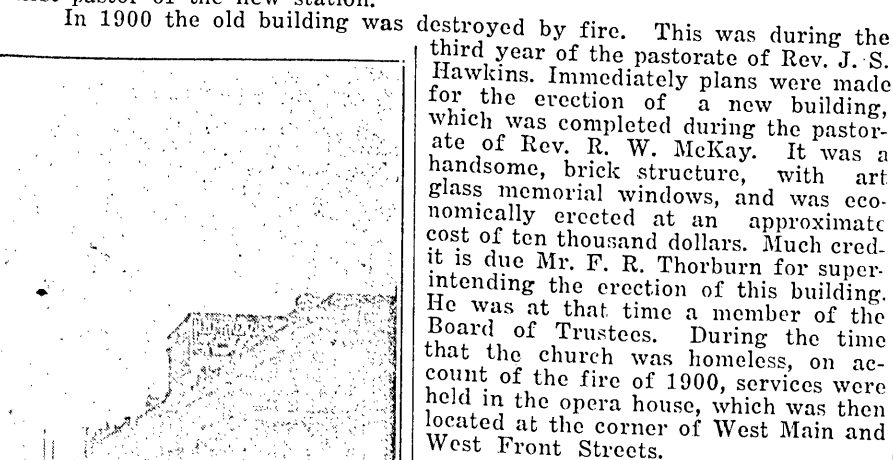 pastor of the new station.
In 1900 the old building was destroyed by fire. This was during the
third year of the pastorate of Rev. J. S.
Hawkins. Immediately plans were made
for the erection of a new building,
which was completed during the pastor-
ate of Rev. R. W. McKay. It was a
handsome, brick structure, with art
glass memorial windows, and was eco-
nomically erected at an approximate
cost of ten thousand dollars. Much cred-
it is due Mr. F. R. Thorburn for super-
intending the erection of this building.
He was at that time a member of the
Board of Trustees. During the time
that the church was homeless, on ac-
count of the fire of 1900, services were
held in the opera house, which was then
located at the corner of West Main and
West Front Streets.